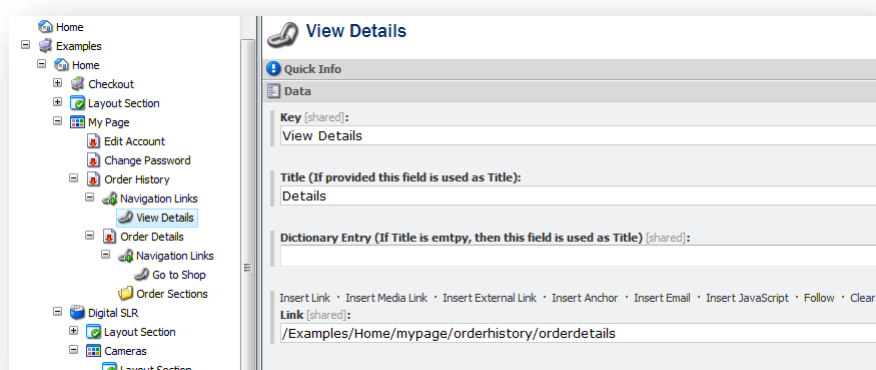 Home
Examples
Home
Checkout
Layout Section
My Page
Edit Account
Change Password
Order History
Navigation Links
View Details
Order Details
Navigation Links
Go to Shop
Order Sections
Digital SLR
Layout Section
Cameras
Layout Section
View Details
Quick Info
Data
Key [shared]:
View Details
Title (If provided this field is used as Title):
Details
Dictionary Entry (If Title is emtpy, then this field is used as Title) [shared]:
Insert Link · Insert Media Link · Insert External Link · Insert Anchor · Insert Email · Insert JavaScript · Follow · Clear
Link [shared]:
/Examples/Home/mypage/orderhistory/orderdetails